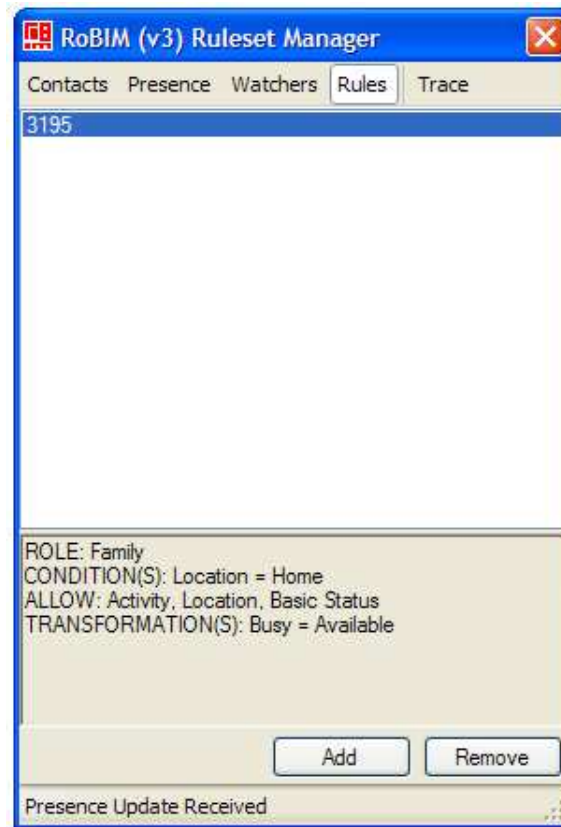 RoBIM (v3) Ruleset Manager
Contacts Presence Watchers Rules Trace
3195
ROLE: Family
CONDITION(S): Location = Home
ALLOW: Activity, Location, Basic Status
TRANSFORMATION(S): Busy = Available
Add Remove
Presence Update Received